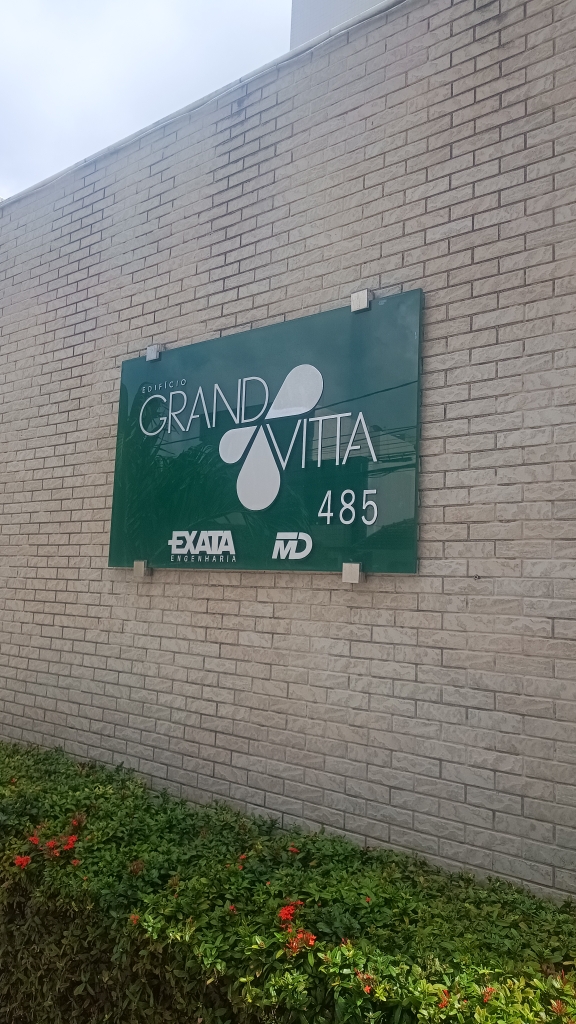 EDIFÍCIO
GRAND
VITTA
485
EXATA
ENGENHARIA
MD